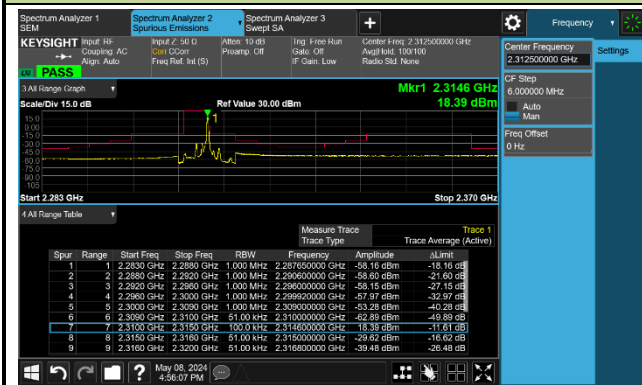 Spectrum Analyzer 1
SEM
Spectrum Analyzer 2
Spurious Emissions
Spectrum Analyzer 3
Swept SA
Frequency
KEYSIGHT
Input: RF
Coupling: AC
Align: Auto
Input Z: 50 Ω
Corr CCorr
Freq Ref: Int (S)
Atten: 10 dB
Preamp: Off
Trig: Free Run
Gate: Off
IF Gain: Low
Center Freq: 2.312500000 GHz
Avg|Hold: 100/100
Radio Std: None
LW PASS
Center Frequency
2.312500000 GHz
Settings
CF Step
6.000000 MHz
Auto
Man
Freq Offset
0 Hz
3 All Range Graph
Mkr1 2.3146 GHz
Scale/Div 15.0 dB
Ref Value 30.00 dBm
18.39 dBm
15.0
0.00
-15.0
-30.0
-45.0
-60.0
-75.0
-90.0
-105
1
Start 2.283 GHz
Stop 2.370 GHz
4 All Range Table
Measure Trace Trace 1
Trace Type Trace Average (Active)
Spur Range Start Freq Stop Freq RBW Frequency Amplitude ΔLimit
1 1 2.2830 GHz 2.2880 GHz 1.000 MHz 2.287650000 GHz -58.16 dBm -18.16 dB
2 2 2.2880 GHz 2.2920 GHz 1.000 MHz 2.290600000 GHz -58.60 dBm -21.60 dB
3 3 2.2920 GHz 2.2960 GHz 1.000 MHz 2.296000000 GHz -58.15 dBm -27.15 dB
4 4 2.2960 GHz 2.3000 GHz 1.000 MHz 2.299920000 GHz -57.97 dBm -32.97 dB
5 5 2.3000 GHz 2.3090 GHz 1.000 MHz 2.309000000 GHz -53.28 dBm -40.28 dB
6 6 2.3090 GHz 2.3100 GHz 51.00 kHz 2.310000000 GHz -62.89 dBm -49.89 dB
7 7 2.3100 GHz 2.3150 GHz 100.0 kHz 2.314600000 GHz 18.39 dBm -11.61 dB
8 8 2.3150 GHz 2.3160 GHz 51.00 kHz 2.315000000 GHz -29.62 dBm -16.62 dB
9 9 2.3160 GHz 2.3200 GHz 51.00 kHz 2.316800000 GHz -39.48 dBm -26.48 dB
May 08, 2024
4:56:07 PM